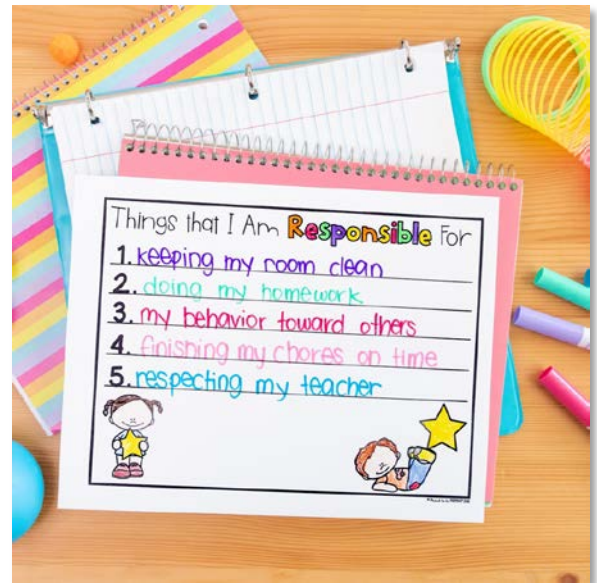 Things that I Am Responsible For
1. keeping my room clean
2. doing my homework
3. my behavior toward others
4. finishing my chores on time
5. respecting my teacher